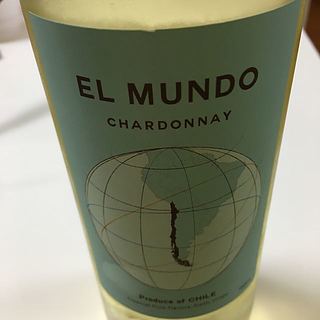 EL MUNDO
CHARDONNAY
Produce of CHILE